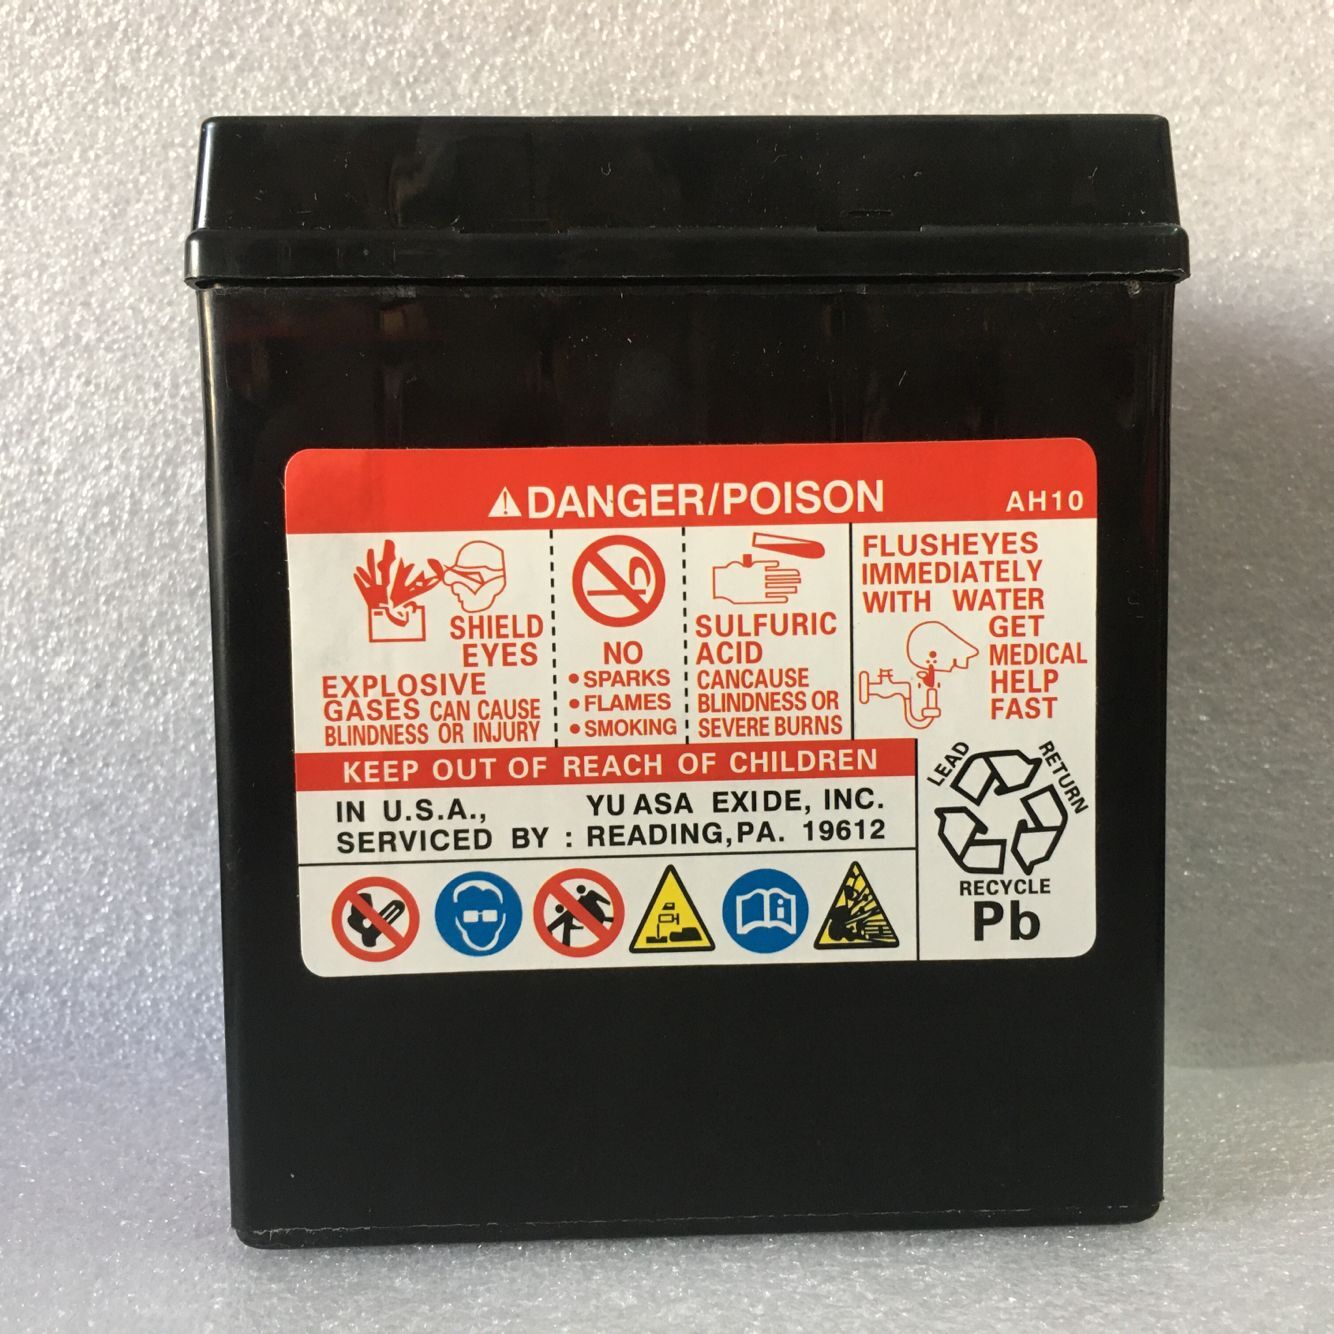 DANGER/POISON
AH10
SHIELD
EYES
EXPLOSIVE
GASES CAN CAUSE
BLINDNESS OR INJURY
NO
• SPARKS
• FLAMES
• SMOKING
SULFURIC
ACID
CANCAUSE
BLINDNESS OR
SEVERE BURNS
FLUSHEYES
IMMEDIATELY
WITH WATER
GET
MEDICAL
HELP
FAST
KEEP OUT OF REACH OF CHILDREN
IN U.S.A., YUASA EXIDE, INC.
SERVICED BY : READING,PA. 19612
LEAD
RETURN
RECYCLE
Pb